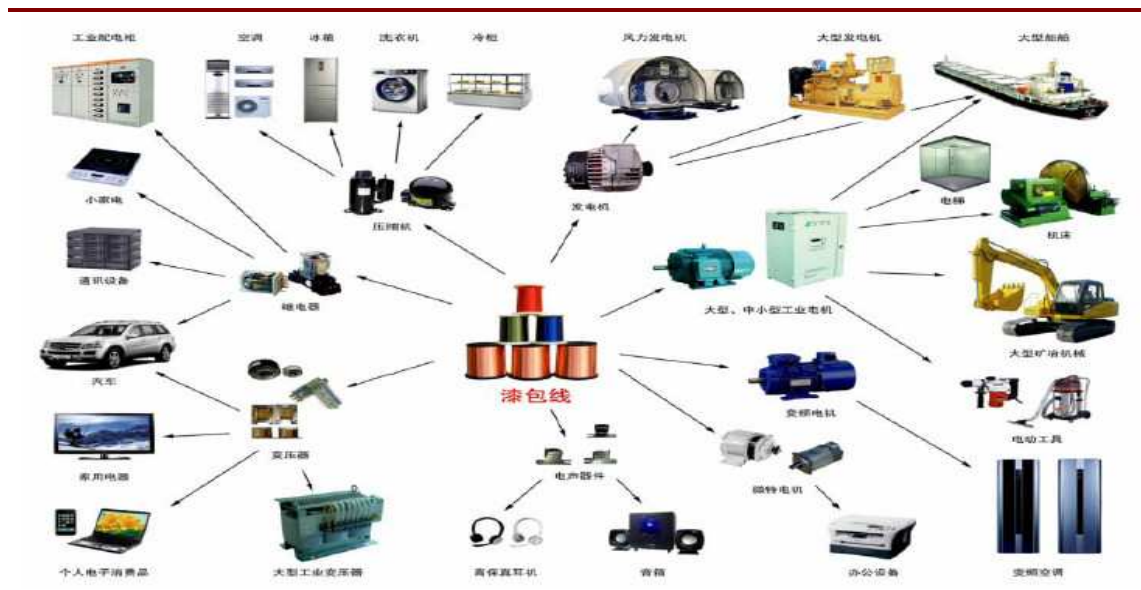 工业配电柜
空调
冰箱
洗衣机
冷柜
风力发电机
大型发电机
大型船舶
小家电
压缩机
发电机
电梯
机床
通讯设备
继电器
大型、中小型工业电机
大型矿冶机械
汽车
漆包线
变频电机
电动工具
家用电器
变压器
电声器件
微特电机
个人电子消费品
大型工业变压器
高保真耳机
音箱
办公设备
变频空调